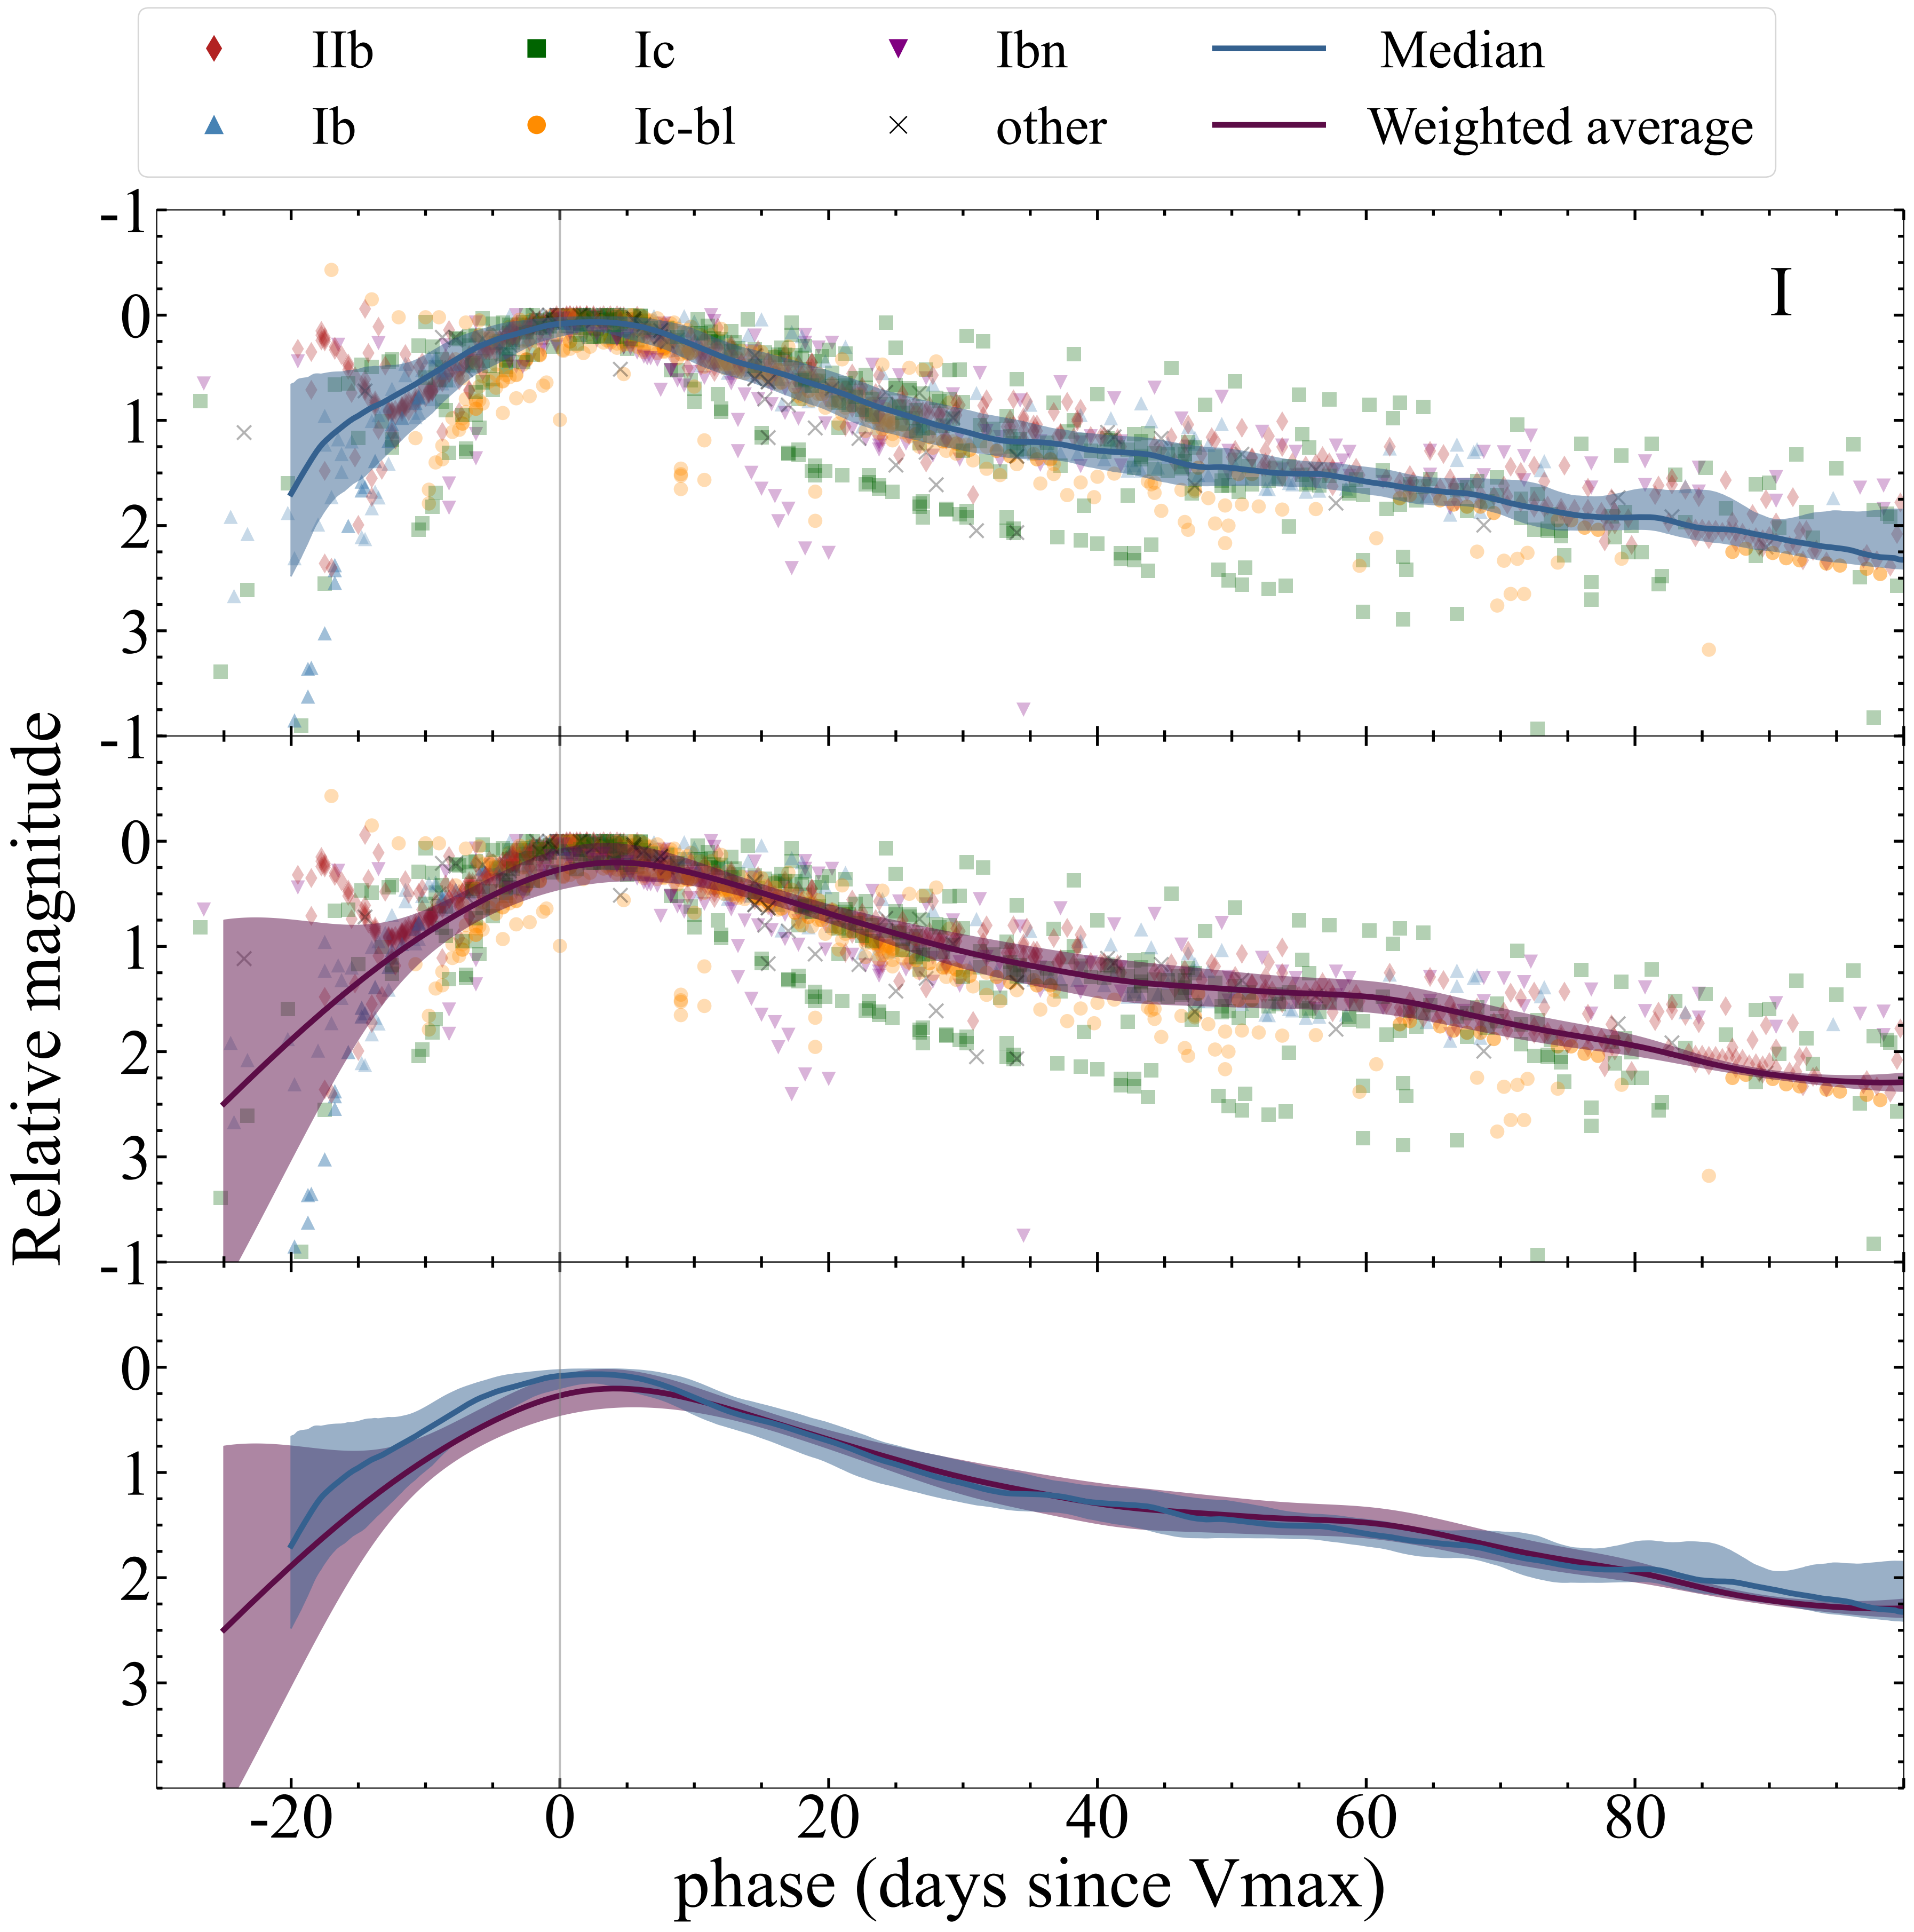 IIb Ic Ibn Median
Ib Ic-bl other Weighted average
I
-1
0
1
2
3
-1
0
1
2
3
-1
0
1
2
3
Relative magnitude
-20 0 20 40 60 80
phase (days since Vmax)